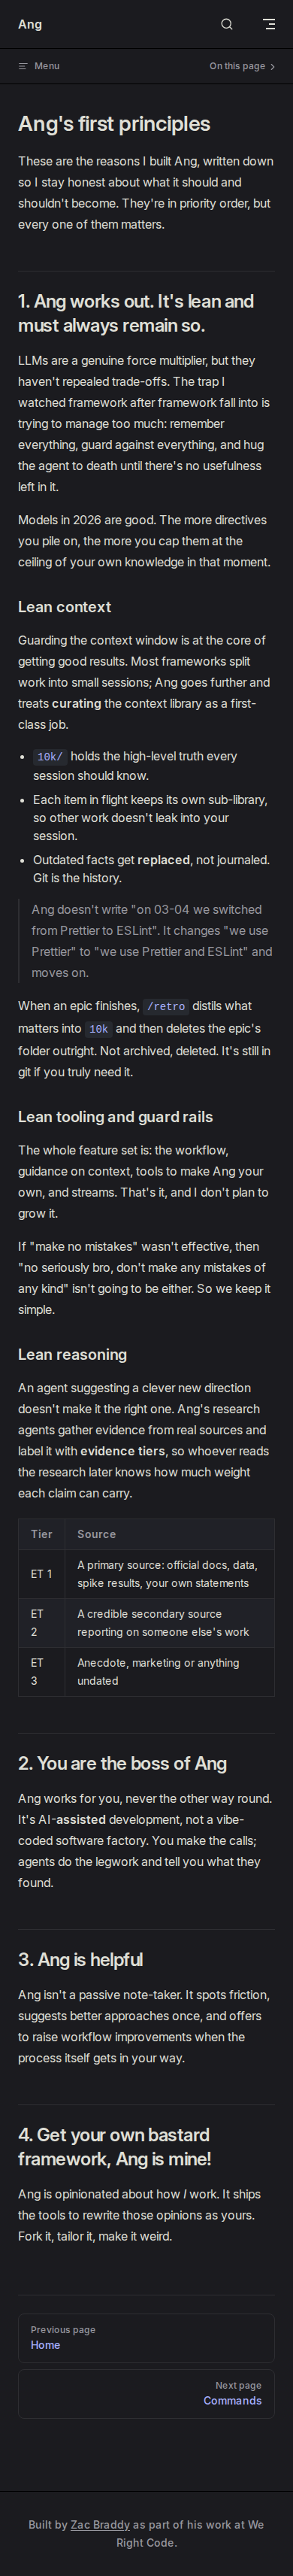 Ang
Menu
On this page
Ang's first principles
These are the reasons I built Ang, written down
so I stay honest about what it should and
shouldn't become. They're in priority order, but
every one of them matters.
1. Ang works out. It's lean and
must always remain so.
LLMs are a genuine force multiplier, but they
haven't repealed trade-offs. The trap I
watched framework after framework fall into is
trying to manage too much: remember
everything, guard against everything, and hug
the agent to death until there's no usefulness
left in it.
Models in 2026 are good. The more directives
you pile on, the more you cap them at the
ceiling of your own knowledge in that moment.
Lean context
Guarding the context window is at the core of
getting good results. Most frameworks split
work into small sessions; Ang goes further and
treats curating the context library as a first-
class job.
• 10k/ holds the high-level truth every
session should know.
• Each item in flight keeps its own sub-library,
so other work doesn't leak into your
session.
• Outdated facts get replaced, not journaled.
Git is the history.
Ang doesn't write "on 03-04 we switched
from Prettier to ESLint". It changes "we use
Prettier" to "we use Prettier and ESLint" and
moves on.
When an epic finishes, /retro distils what
matters into 10k and then deletes the epic's
folder outright. Not archived, deleted. It's still in
git if you truly need it.
Lean tooling and guard rails
The whole feature set is: the workflow,
guidance on context, tools to make Ang your
own, and streams. That's it, and I don't plan to
grow it.
If "make no mistakes" wasn't effective, then
"no seriously bro, don't make any mistakes of
any kind" isn't going to be either. So we keep it
simple.
Lean reasoning
An agent suggesting a clever new direction
doesn't make it the right one. Ang's research
agents gather evidence from real sources and
label it with evidence tiers, so whoever reads
the research later knows how much weight
each claim can carry.
Tier Source
ET 1 A primary source: official docs, data,
spike results, your own statements
ET 2 A credible secondary source
reporting on someone else's work
ET 3 Anecdote, marketing or anything
undated
2. You are the boss of Ang
Ang works for you, never the other way round.
It's AI-assisted development, not a vibe-
coded software factory. You make the calls;
agents do the legwork and tell you what they
found.
3. Ang is helpful
Ang isn't a passive note-taker. It spots friction,
suggests better approaches once, and offers
to raise workflow improvements when the
process itself gets in your way.
4. Get your own bastard
framework, Ang is mine!
Ang is opinionated about how I work. It ships
the tools to rewrite those opinions as yours.
Fork it, tailor it, make it weird.
Previous page
Home
Next page
Commands
Built by Zac Braddy as part of his work at We
Right Code.